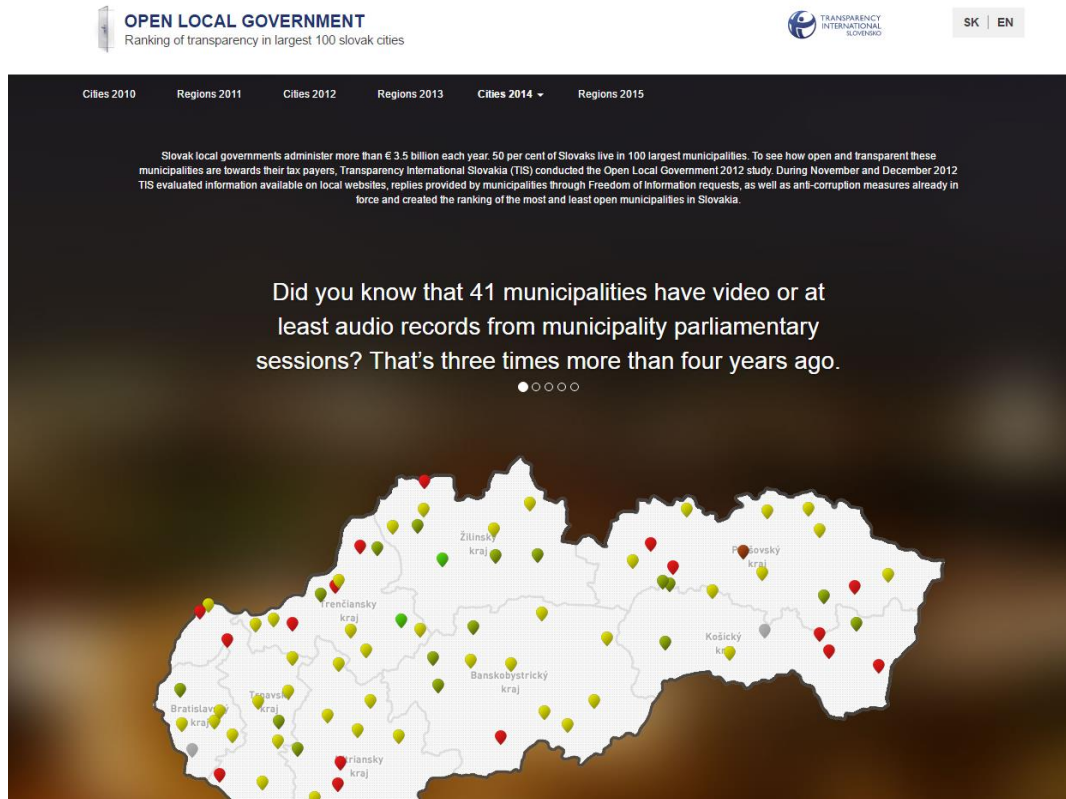 OPEN LOCAL GOVERNMENT
Ranking of transparency in largest 100 slovak cities
TRANSPARENCY
INTERNATIONAL
SLOVENSKO
SK | EN
Cities 2010 Regions 2011 Cities 2012 Regions 2013 Cities 2014 Regions 2015
Slovak local governments administer more than € 3.5 billion each year. 50 per cent of Slovaks live in 100 largest municipalities. To see how open and transparent these
municipalities are towards their tax payers, Transparency International Slovakia (TIS) conducted the Open Local Government 2012 study. During November and December 2012
TIS evaluated information available on local websites, replies provided by municipalities through Freedom of Information requests, as well as anti-corruption measures already in
force and created the ranking of the most and least open municipalities in Slovakia.
Did you know that 41 municipalities have video or at
least audio records from municipality parliamentary
sessions? That's three times more than four years ago.
Žilinský
kraj
kraj
Trenčiansky
kraj
Košický
Banskobystrický
kraj
kraj
kraj
kraj